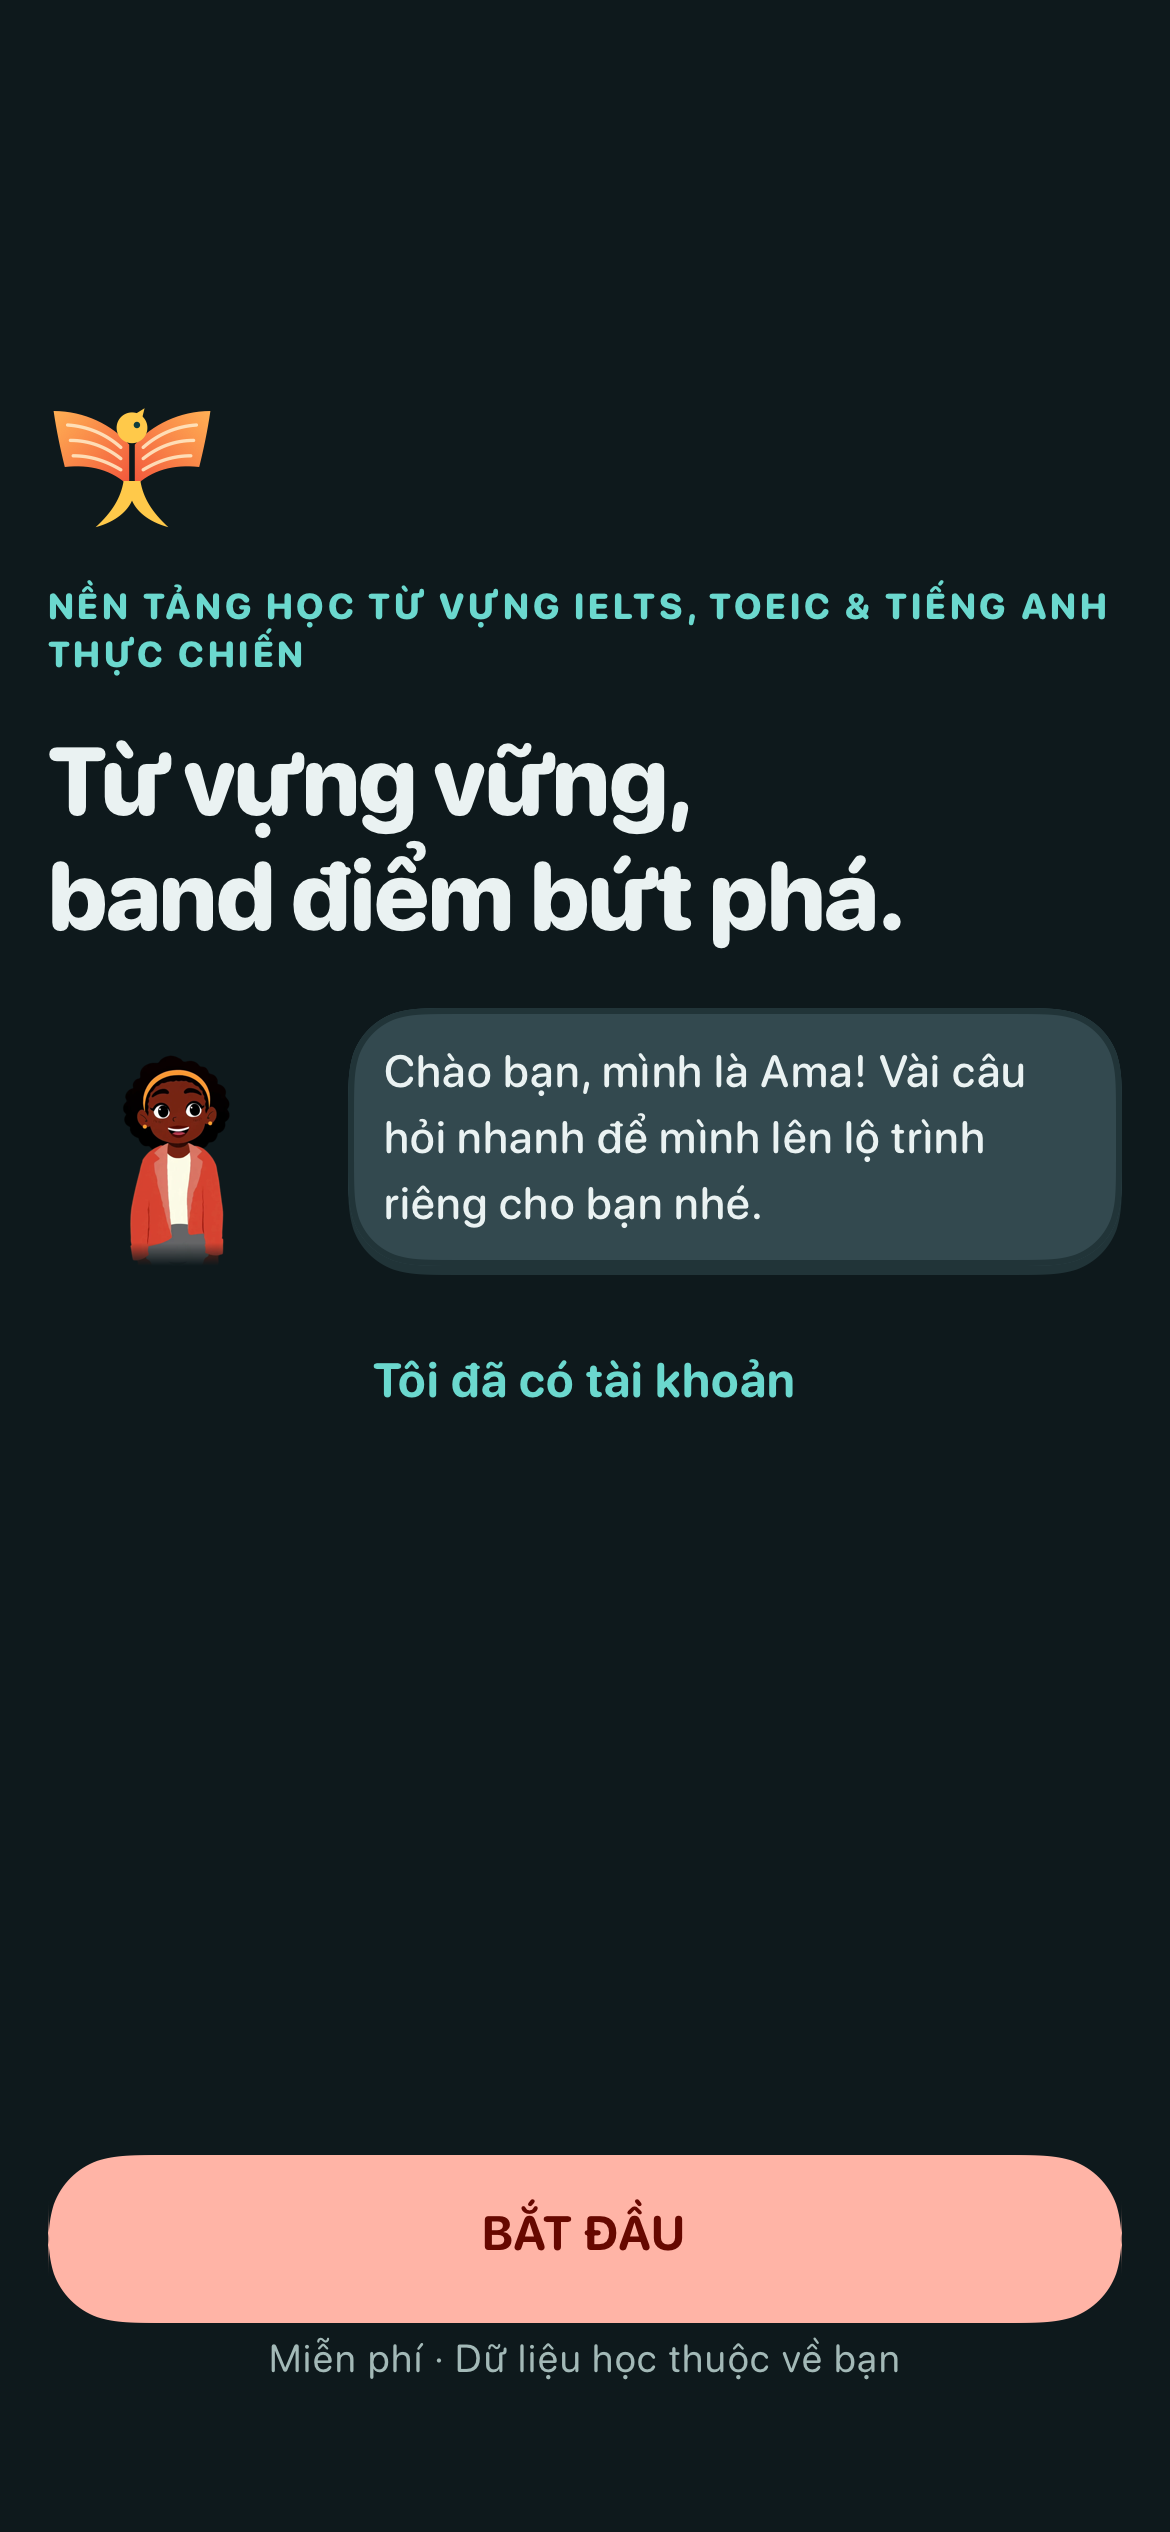 NỀN TẢNG HỌC TỪ VỰNG IELTS, TOEIC & TIẾNG ANH
THỰC CHIẾN
Từ vựng vững,
band điểm bứt phá.
Chào bạn, mình là Ama! Vài câu
hỏi nhanh để mình lên lộ trình
riêng cho bạn nhé.
Tôi đã có tài khoản
BẮT ĐẦU
Miễn phí · Dữ liệu học thuộc về bạn